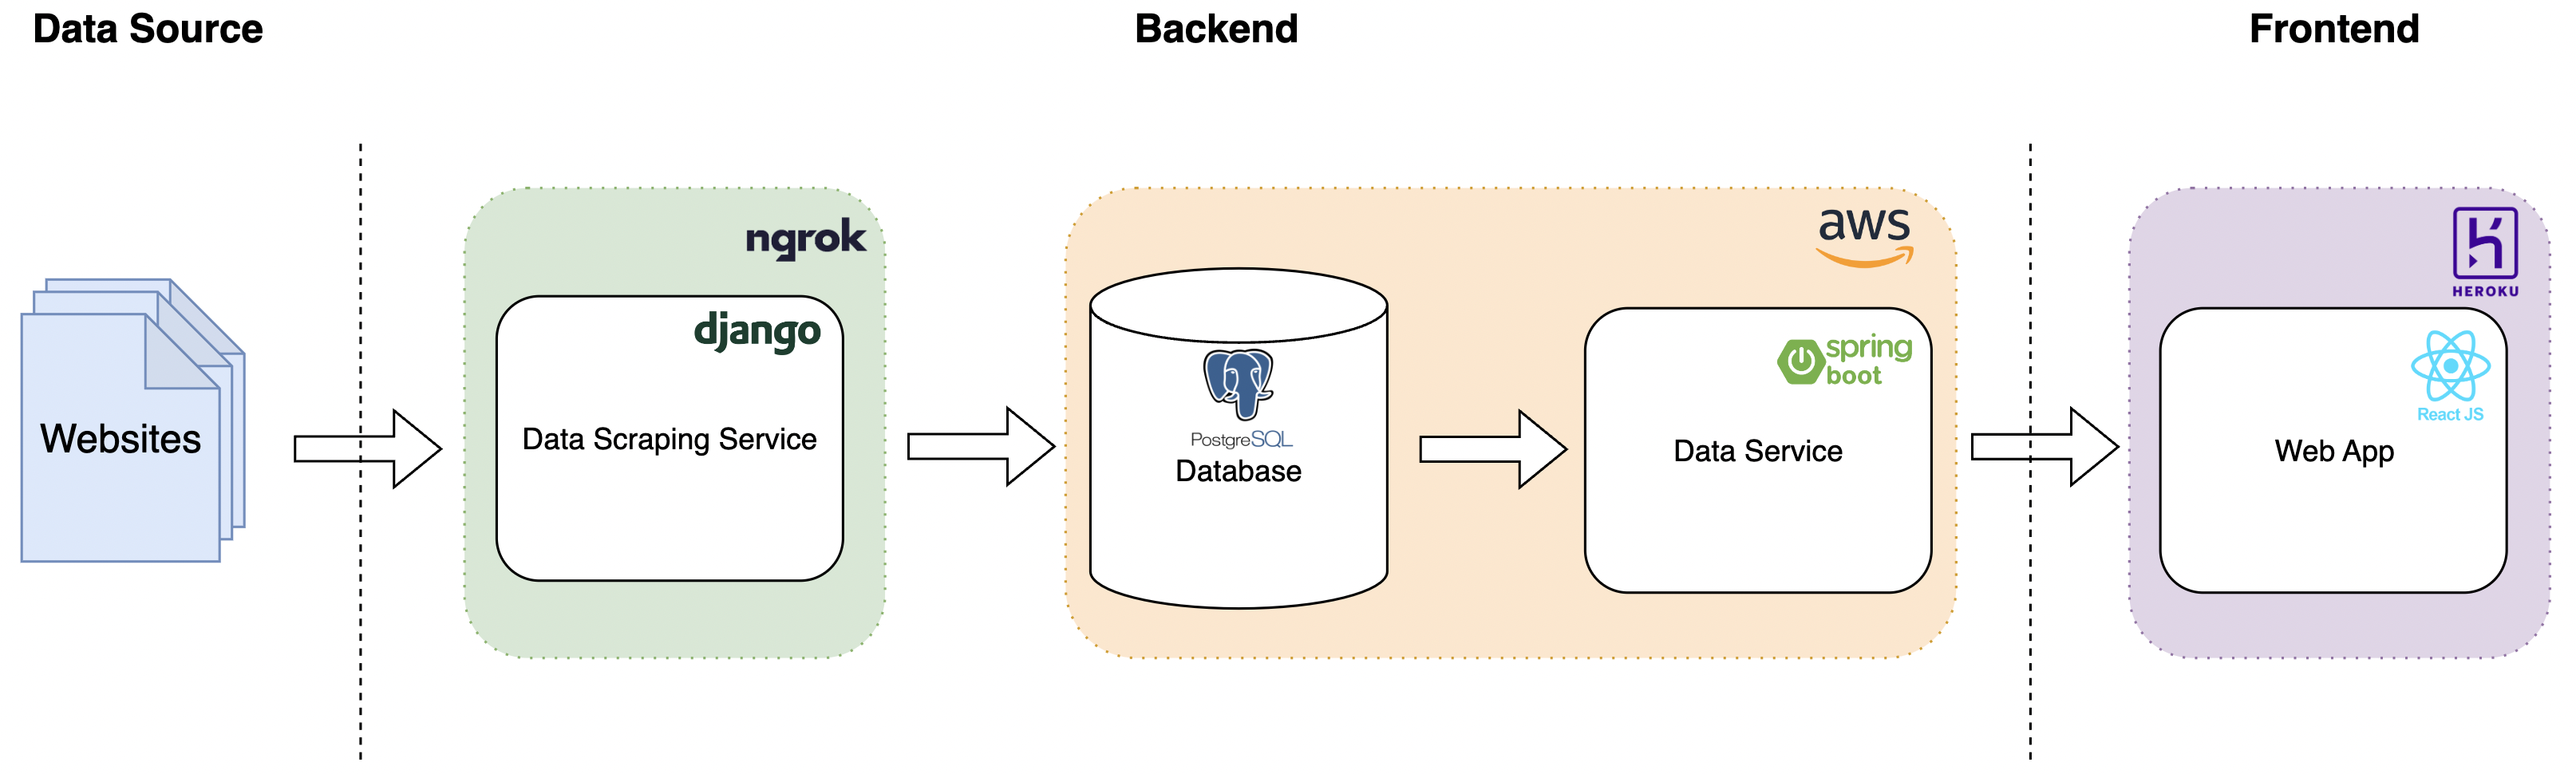 Data Source
Backend
Frontend
Websites
ngrok
django
Data Scraping Service
aws
PostgreSQL
Database
spring
boot
Data Service
HEROKU
React JS
Web App